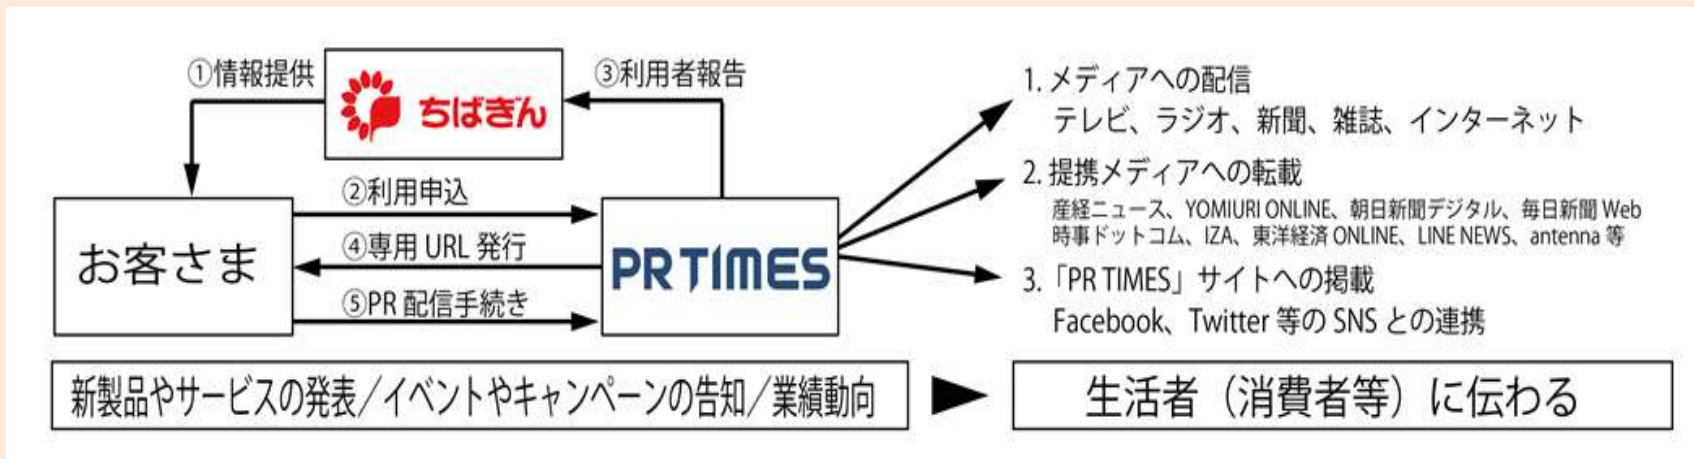 ①情報提供
ちばぎん
③利用者報告
お客さま
②利用申込
④専用 URL 発行
⑤PR 配信手続き
PR TIMES
1. メディアへの配信
テレビ、ラジオ、新聞、雑誌、インターネット
2. 提携メディアへの転載
産経ニュース、YOMIURI ONLINE、朝日新聞デジタル、毎日新聞 Web
時事ドットコム、IZA、東洋経済 ONLINE、LINE NEWS、antenna 等
3.「PR TIMES」サイトへの掲載
Facebook、Twitter 等の SNS との連携
新製品やサービスの発表／イベントやキャンペーンの告知／業績動向
生活者（消費者等）に伝わる